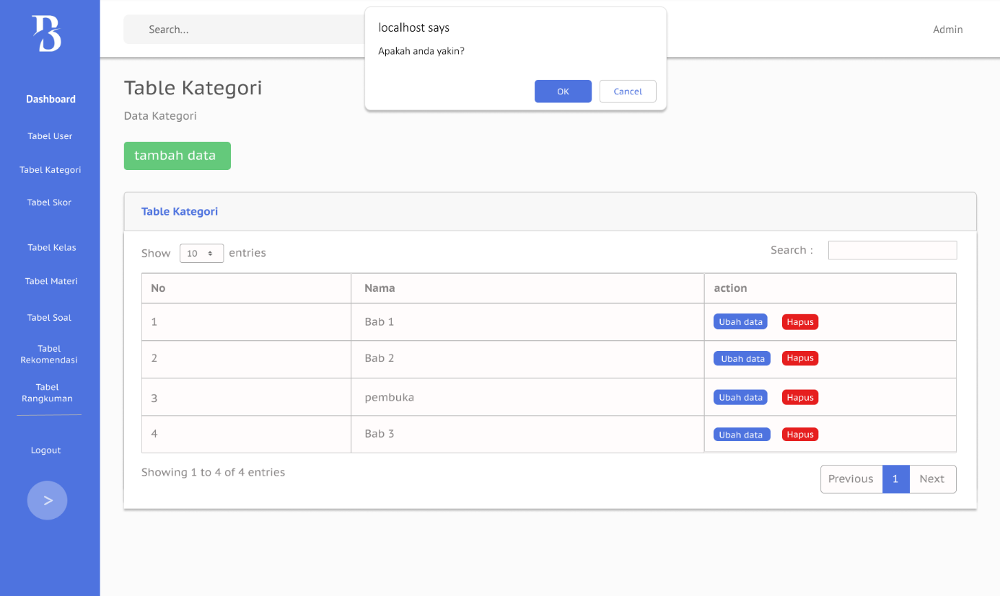 B
Dashboard
Tabel User
Tabel Kategori
Tabel Skor
Tabel Kelas
Tabel Materi
Tabel Soal
Tabel
Rekomendasi
Tabel
Rangkuman
Logout
>
Search...
Admin
localhost says
Apakah anda yakin?
OK Cancel
Table Kategori
Data Kategori
tambah data
Table Kategori
Show 10 entries Search :
No Nama action
1 Bab 1 Ubah data Hapus
2 Bab 2 Ubah data Hapus
3 pembuka Ubah data Hapus
4 Bab 3 Ubah data Hapus
Showing 1 to 4 of 4 entries
Previous 1 Next